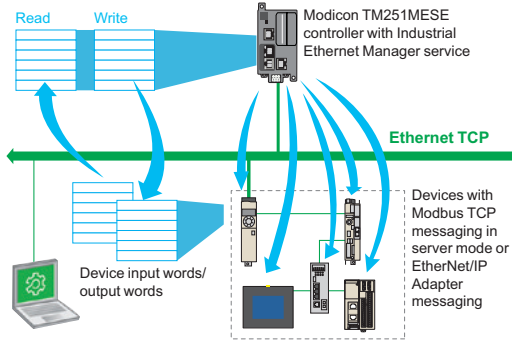 Read
Write
Modicon TM251MESE
controller with Industrial
Ethernet Manager service
Ethernet TCP
Devices with
Modbus TCP
messaging in
server mode or
EtherNet/IP
Adapter
messaging
Device input words/
output words